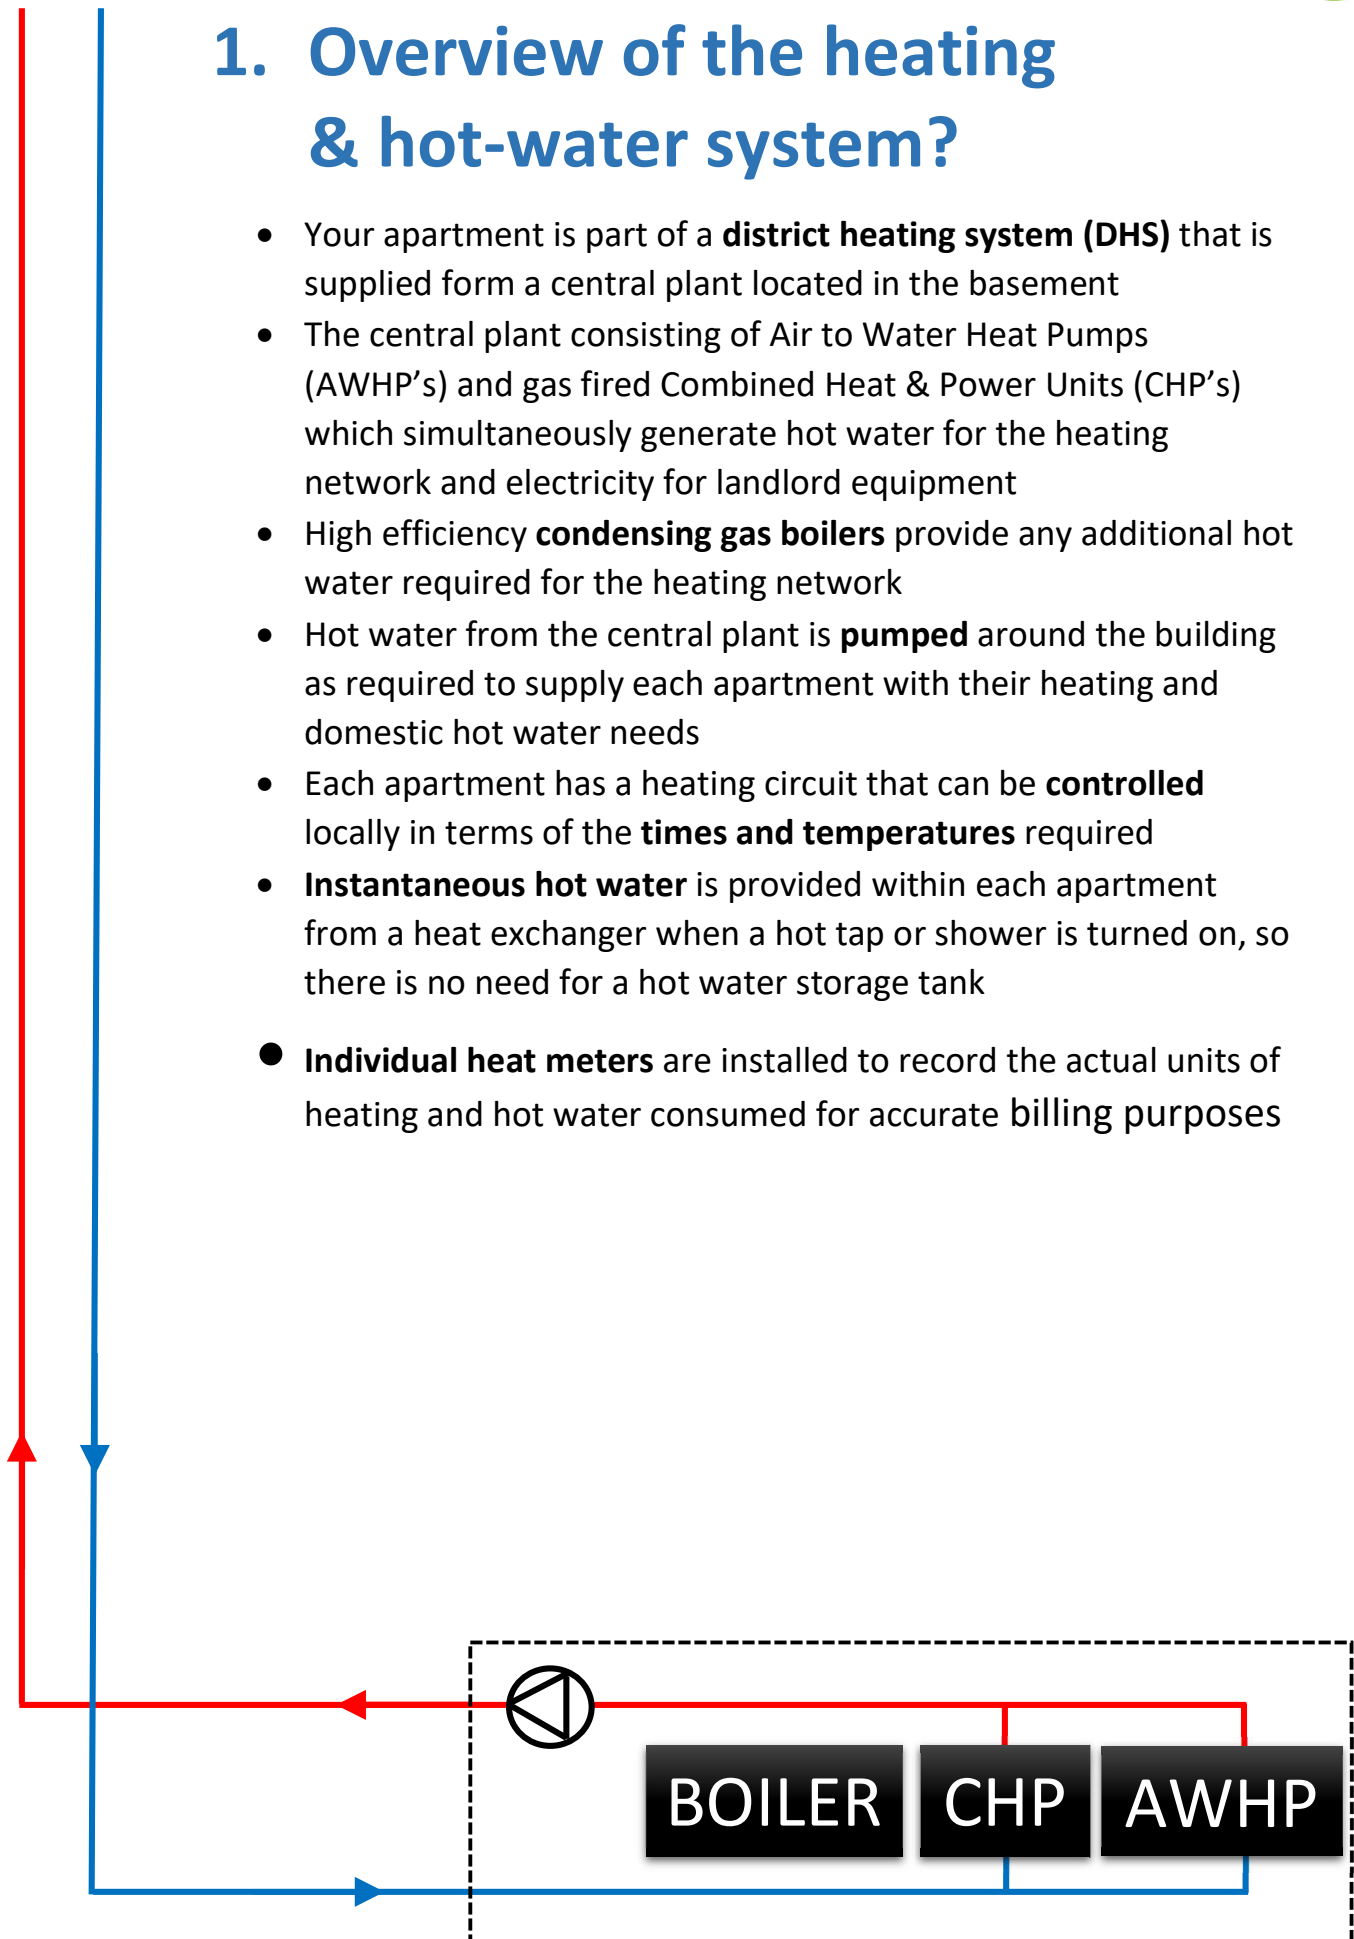 1. Overview of the heating
& hot-water system?
• Your apartment is part of a district heating system (DHS) that is
supplied form a central plant located in the basement
• The central plant consisting of Air to Water Heat Pumps
(AWHP’s) and gas fired Combined Heat & Power Units (CHP’s)
which simultaneously generate hot water for the heating
network and electricity for landlord equipment
• High efficiency condensing gas boilers provide any additional hot
water required for the heating network
• Hot water from the central plant is pumped around the building
as required to supply each apartment with their heating and
domestic hot water needs
• Each apartment has a heating circuit that can be controlled
locally in terms of the times and temperatures required
• Instantaneous hot water is provided within each apartment
from a heat exchanger when a hot tap or shower is turned on, so
there is no need for a hot water storage tank
• Individual heat meters are installed to record the actual units of
heating and hot water consumed for accurate billing purposes
BOILER CHP AWHP